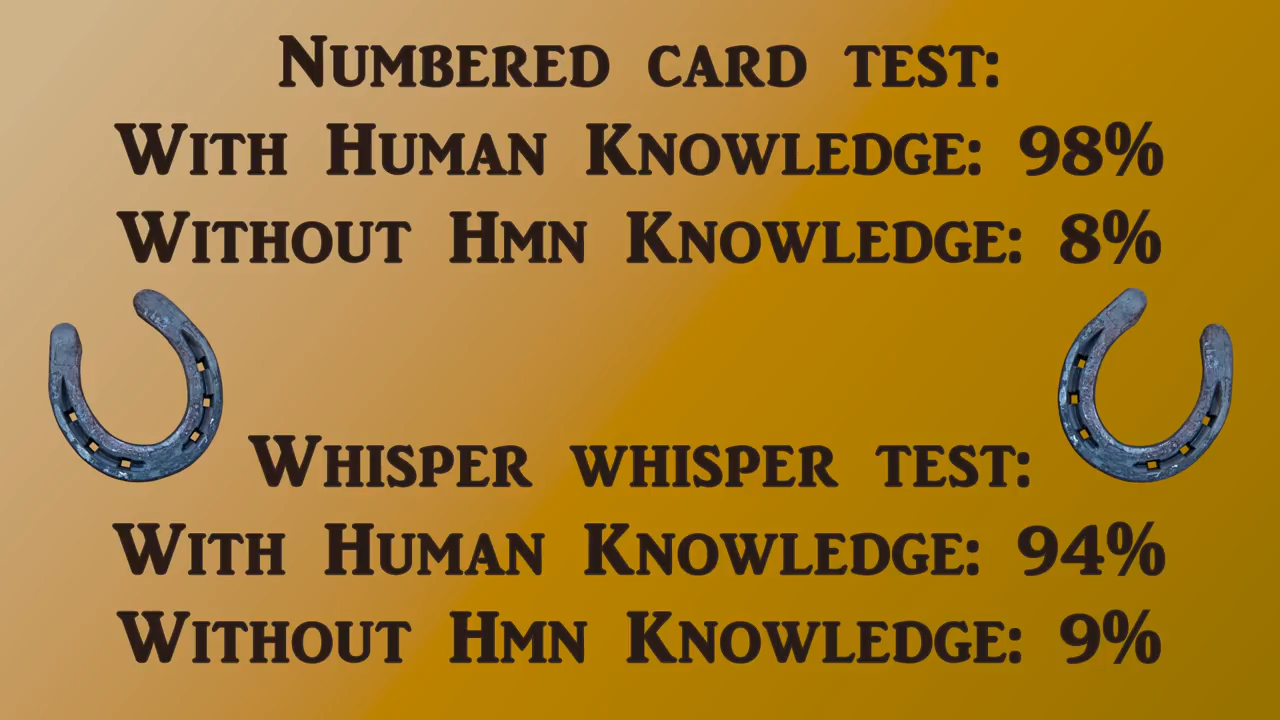 Numbered card test:
With Human Knowledge: 98%
Without Hmn Knowledge: 8%
Whisper whisper test:
With Human Knowledge: 94%
Without Hmn Knowledge: 9%